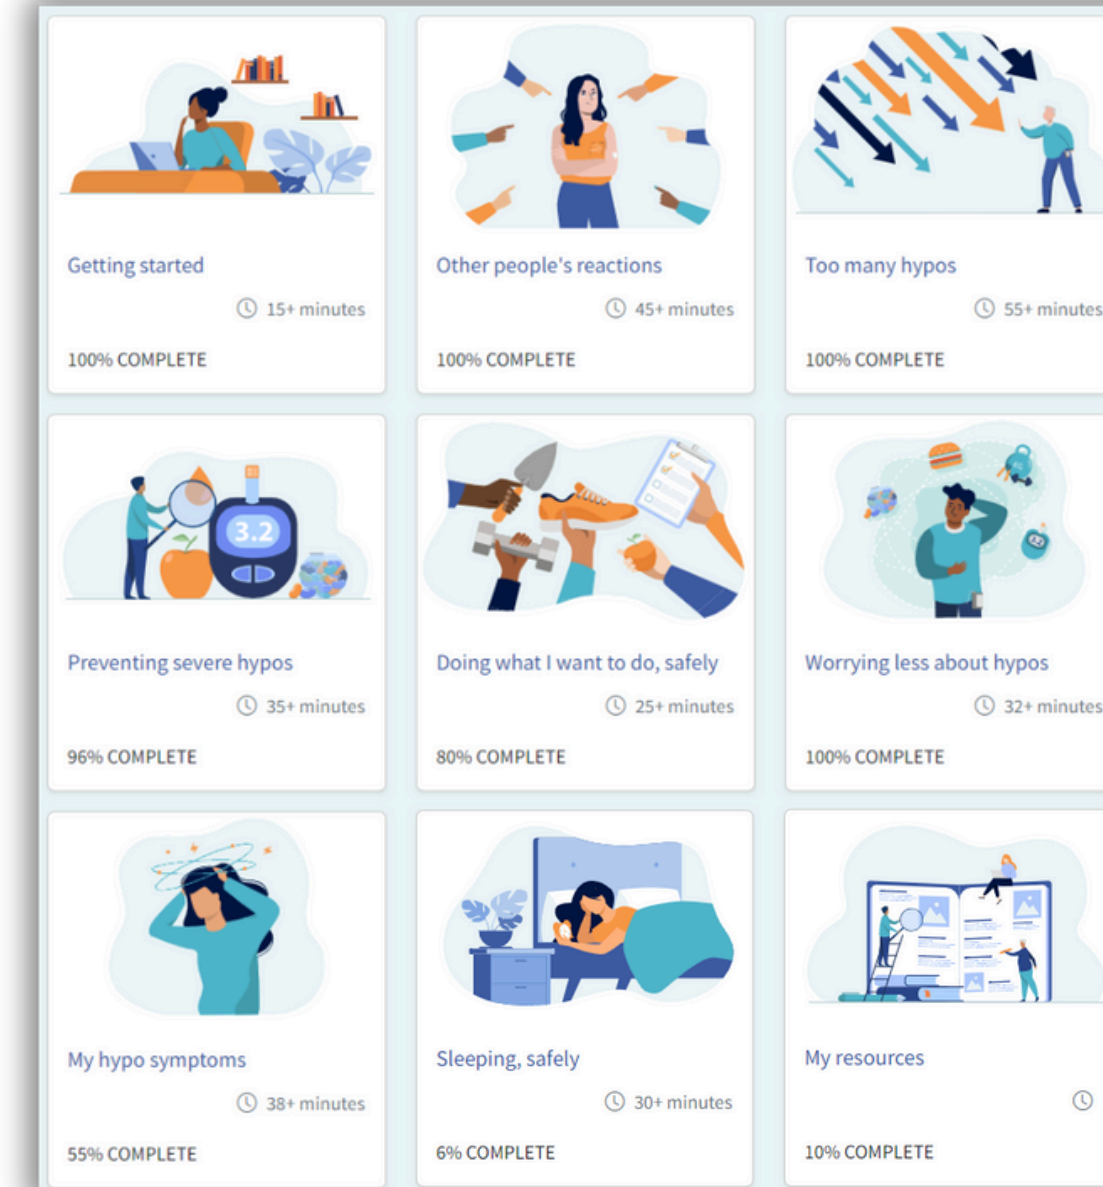 Getting started
15+ minutes
100% COMPLETE
Other people's reactions
45+ minutes
100% COMPLETE
Too many hypos
55+ minutes
100% COMPLETE
3.2
Preventing severe hypos
35+ minutes
96% COMPLETE
Doing what I want to do, safely
25+ minutes
80% COMPLETE
3.2
Worrying less about hypos
32+ minutes
100% COMPLETE
My hypo symptoms
38+ minutes
55% COMPLETE
Sleeping, safely
30+ minutes
6% COMPLETE
My resources
10% COMPLETE